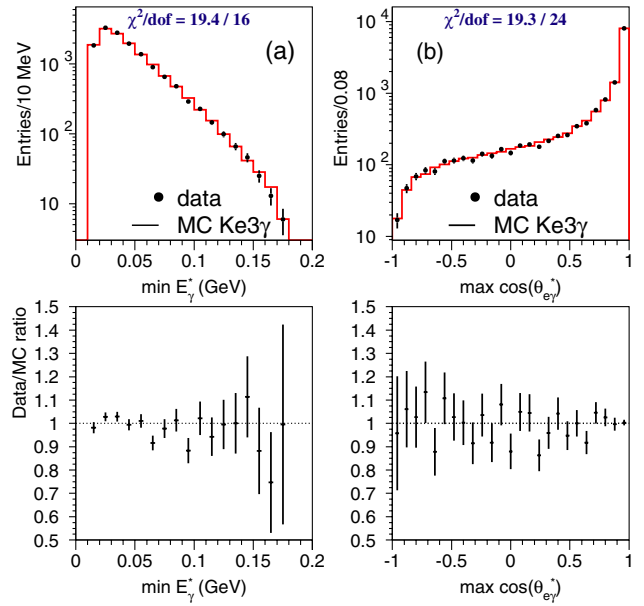 χ²/dof = 19.4 / 16
(a)
Entries/10 MeV
10³
10²
10
data
MC Ke3γ
0 0.05 0.1 0.15 0.2
min E*γ (GeV)
χ²/dof = 19.3 / 24
(b)
Entries/0.08
10⁴
10³
10²
10
data
MC Ke3γ
-1 -0.5 0 0.5 1
max cos(θ*eγ)
Data/MC ratio
1.5
1.4
1.3
1.2
1.1
1
0.9
0.8
0.7
0.6
0.5
0 0.05 0.1 0.15 0.2
min E*γ (GeV)
1.5
1.4
1.3
1.2
1.1
1
0.9
0.8
0.7
0.6
0.5
-1 -0.5 0 0.5 1
max cos(θ*eγ)